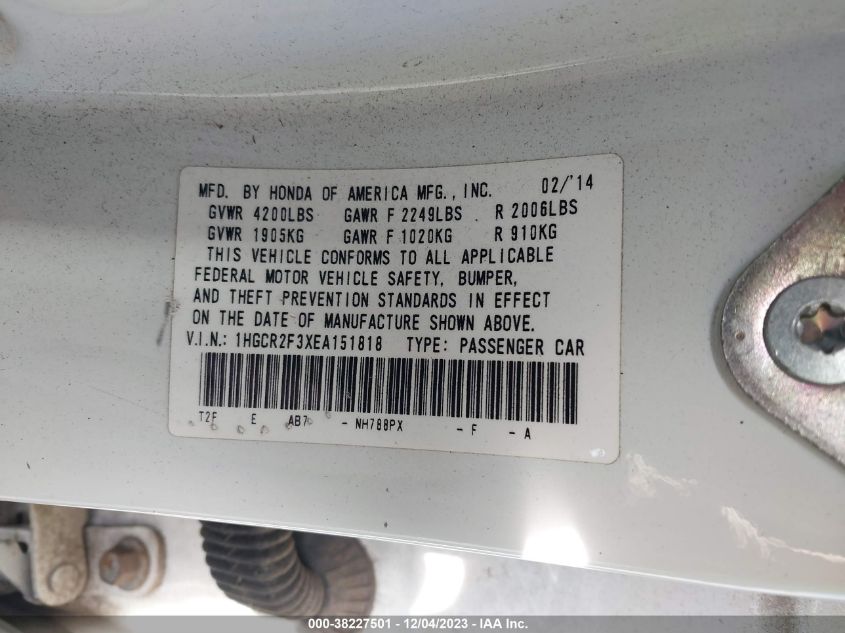 MFD. BY HONDA OF AMERICA MFG., INC. 02/'14
GVWR 4200LBS GAWR F 2249LBS R 2006LBS
GVWR 1905KG GAWR F 1020KG R 910KG
THIS VEHICLE CONFORMS TO ALL APPLICABLE
FEDERAL MOTOR VEHICLE SAFETY, BUMPER,
AND THEFT PREVENTION STANDARDS IN EFFECT
ON THE DATE OF MANUFACTURE SHOWN ABOVE.
V.I.N.: 1HGCR2F3XEA151818 TYPE: PASSENGER CAR
T2F E AB7 - NH788PX - F - A
000-38227501 - 12/04/2023 - IAA Inc.